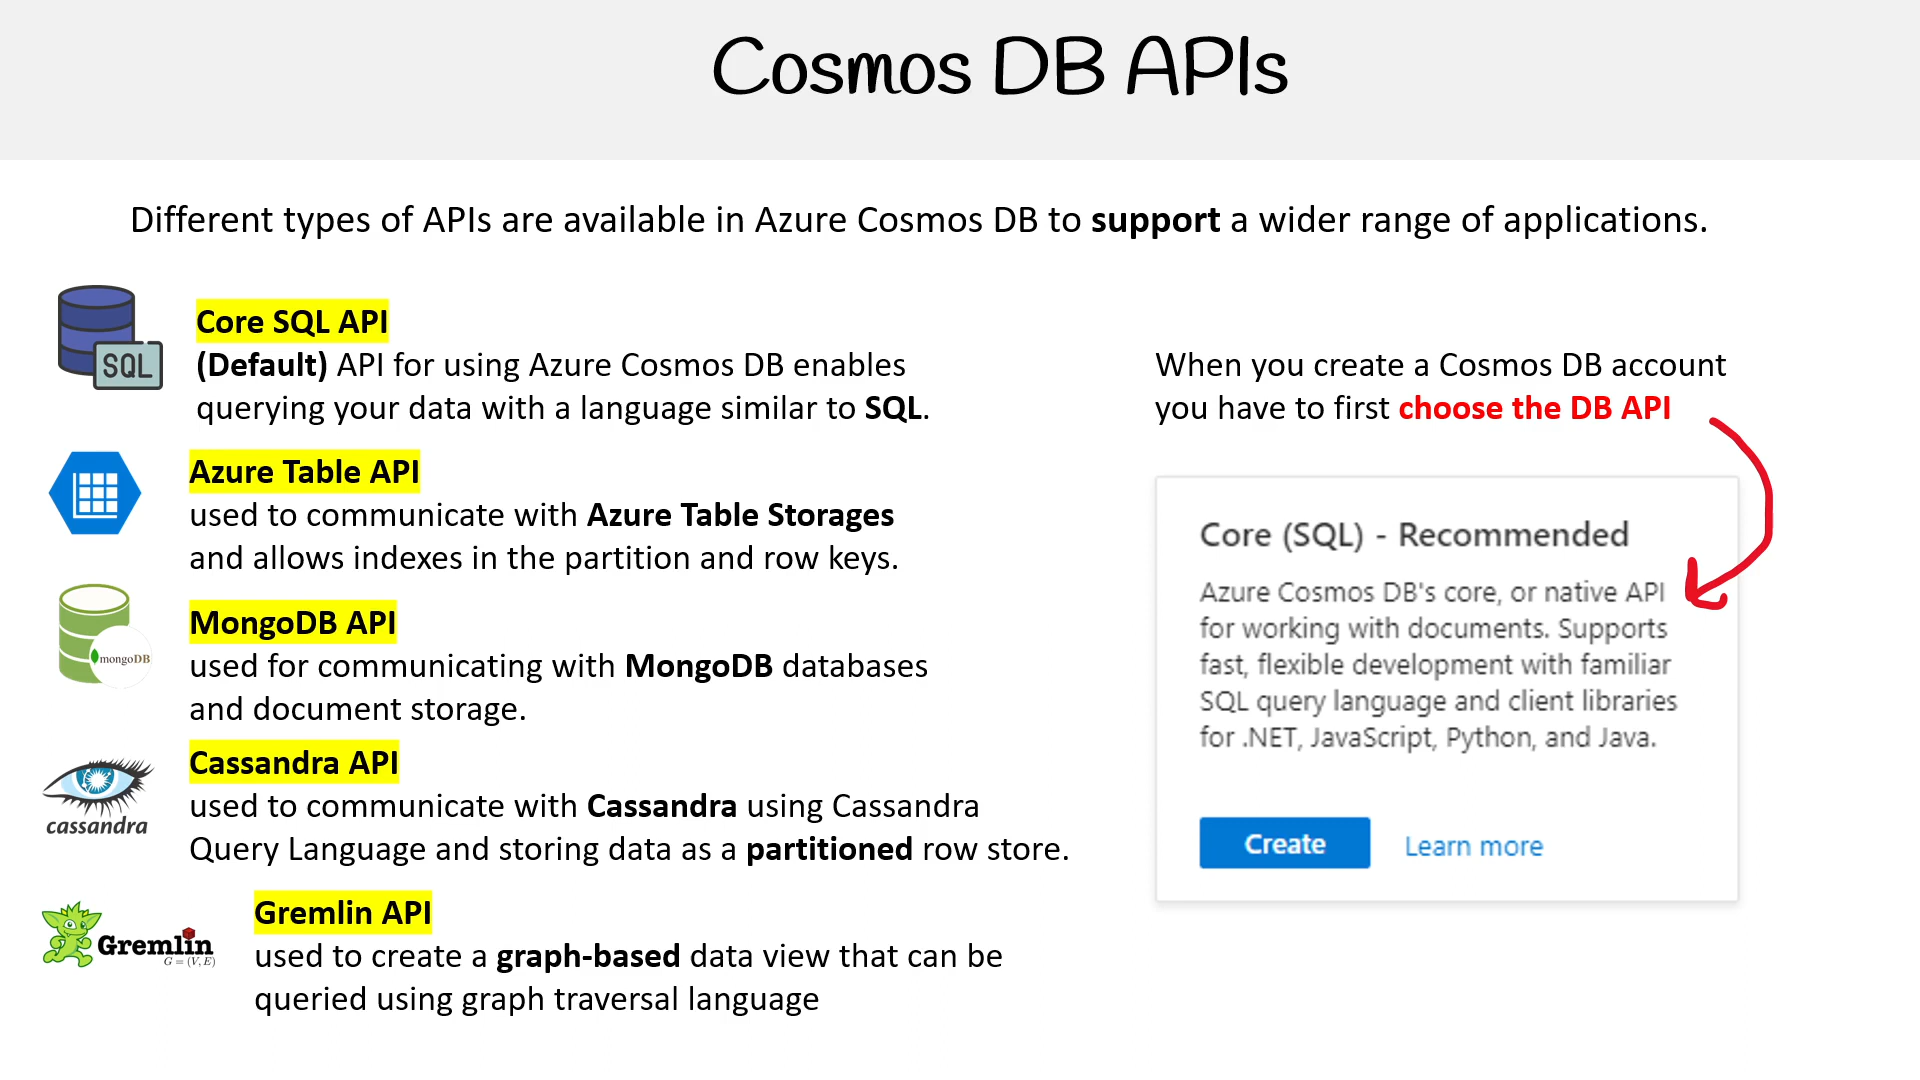 Cosmos DB APIs
Different types of APIs are available in Azure Cosmos DB to support a wider range of applications.
SQL
Core SQL API
(Default) API for using Azure Cosmos DB enables
querying your data with a language similar to SQL.
Azure Table API
used to communicate with Azure Table Storages
and allows indexes in the partition and row keys.
mongoDB
MongoDB API
used for communicating with MongoDB databases
and document storage.
cassandra
Cassandra API
used to communicate with Cassandra using Cassandra
Query Language and storing data as a partitioned row store.
Gremlin
G = (V, E)
Gremlin API
used to create a graph-based data view that can be
queried using graph traversal language
When you create a Cosmos DB account
you have to first choose the DB API
Core (SQL) - Recommended
Azure Cosmos DB's core, or native API
for working with documents. Supports
fast, flexible development with familiar
SQL query language and client libraries
for .NET, JavaScript, Python, and Java.
Create
Learn more